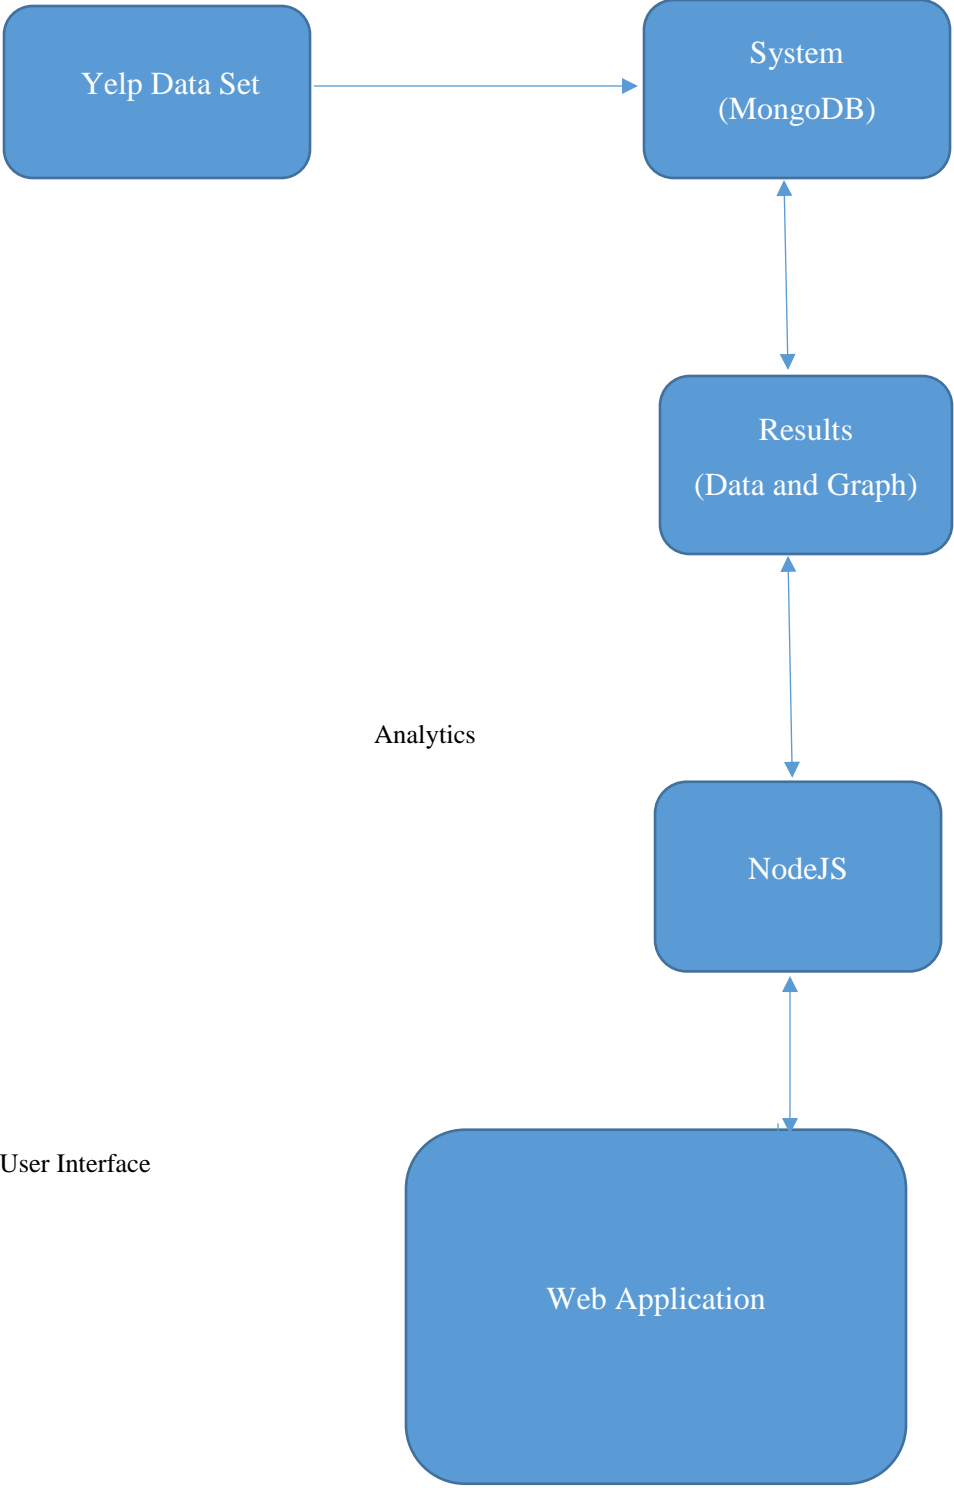 Yelp Data Set
System
(MongoDB)
Results
(Data and Graph)
Analytics
NodeJS
User Interface
Web Application